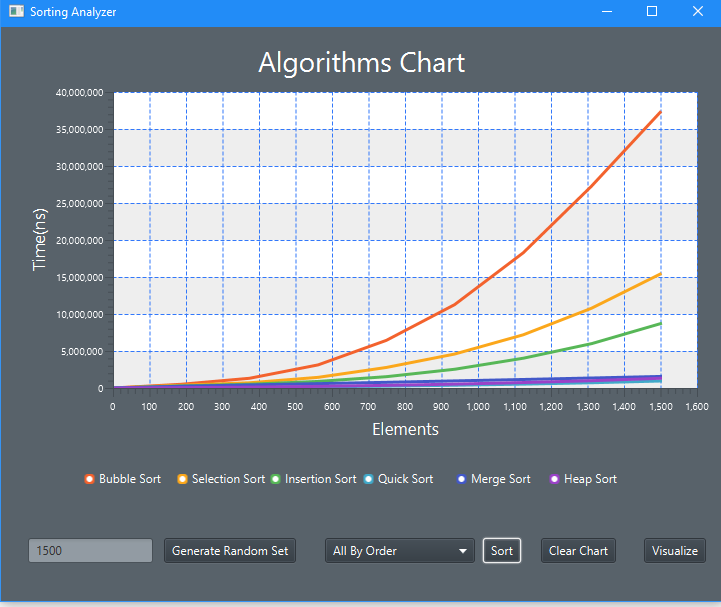 Sorting Analyzer
Algorithms Chart
40,000,000
35,000,000
30,000,000
25,000,000
20,000,000
15,000,000
10,000,000
5,000,000
0
Time(ns)
0 100 200 300 400 500 600 700 800 900 1,000 1,100 1,200 1,300 1,400 1,500 1,600
Elements
Bubble Sort Selection Sort Insertion Sort Quick Sort Merge Sort Heap Sort
1500 Generate Random Set All By Order Sort Clear Chart Visualize